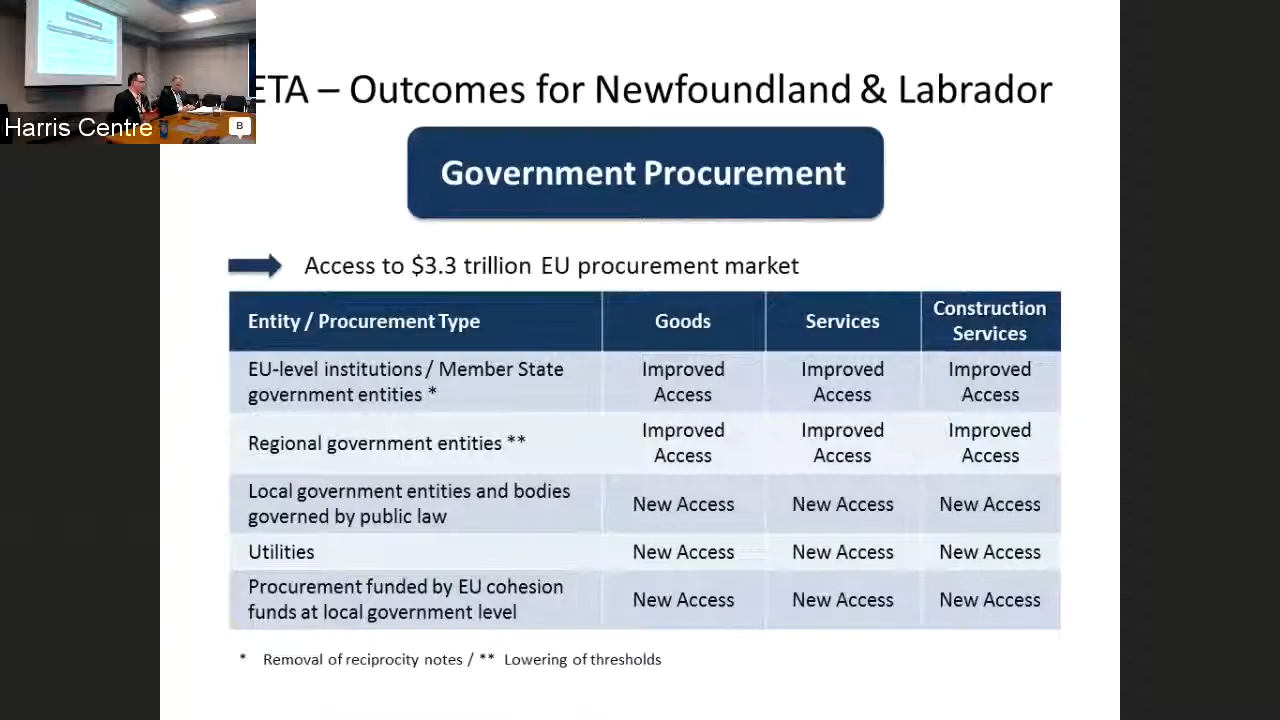 ETA – Outcomes for Newfoundland & Labrador
Harris Centre
B
Government Procurement
Access to $3.3 trillion EU procurement market
Entity / Procurement Type Goods Services Construction Services
EU-level institutions / Member State government entities * Improved Access Improved Access Improved Access
Regional government entities ** Improved Access Improved Access Improved Access
Local government entities and bodies governed by public law New Access New Access New Access
Utilities New Access New Access New Access
Procurement funded by EU cohesion funds at local government level New Access New Access New Access
* Removal of reciprocity notes / ** Lowering of thresholds